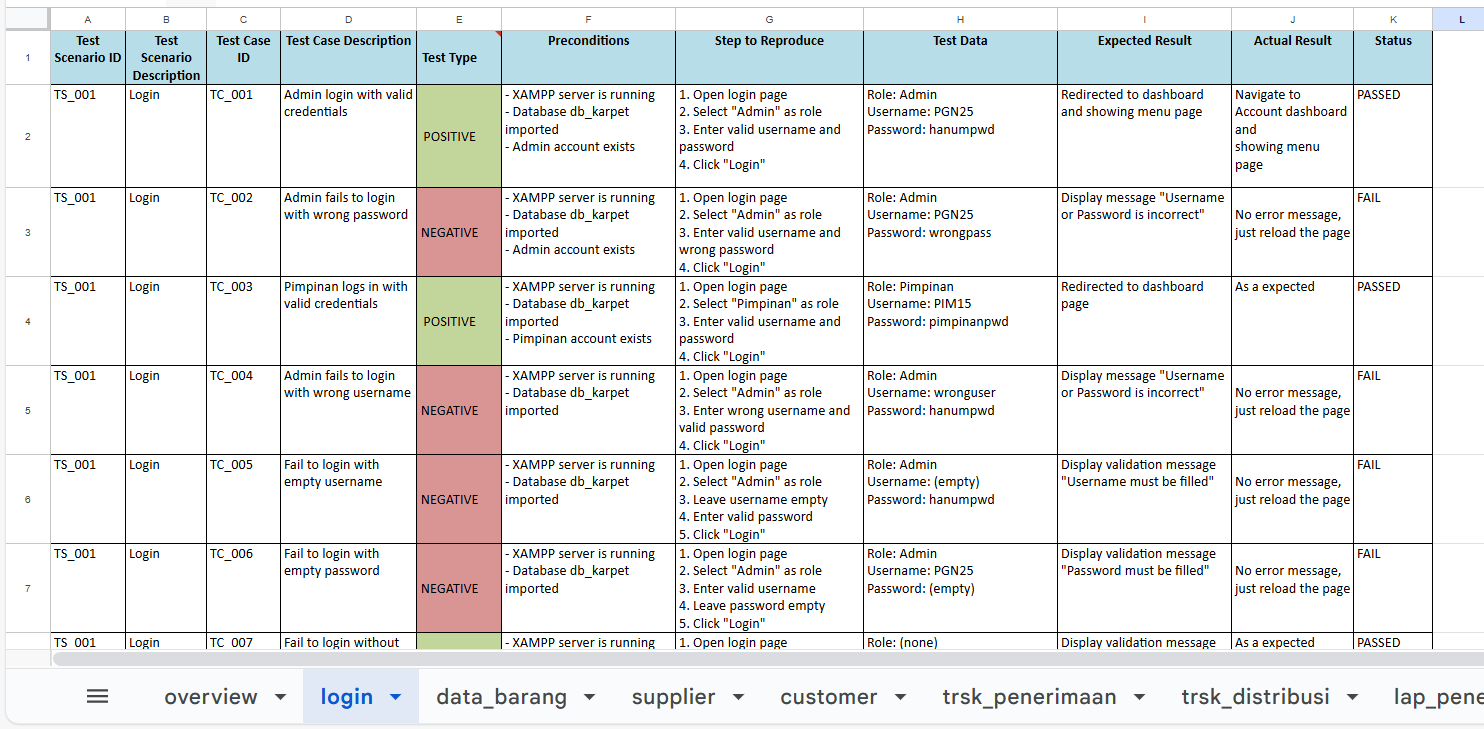 A B C D E F G H I J K L
1 Test Scenario ID Test Scenario Description Test Case ID Test Case Description Test Type Preconditions Step to Reproduce Test Data Expected Result Actual Result Status
2
TS_001
Login
TC_001
Admin login with valid
credentials
POSITIVE
- XAMPP server is running
- Database db_karpet
imported
- Admin account exists
1. Open login page
2. Select "Admin" as role
3. Enter valid username and
password
4. Click "Login"
Role: Admin
Username: PGN25
Password: hanumpwd
Redirected to dashboard
and showing menu page
Navigate to
Account dashboard
and
showing menu
page
PASSED
3
TS_001
Login
TC_002
Admin fails to login
with wrong password
NEGATIVE
- XAMPP server is running
- Database db_karpet
imported
- Admin account exists
1. Open login page
2. Select "Admin" as role
3. Enter valid username and
wrong password
4. Click "Login"
Role: Admin
Username: PGN25
Password: wrongpass
Display message "Username
or Password is incorrect"
No error message,
just reload the page
FAIL
4
TS_001
Login
TC_003
Pimpinan logs in with
valid credentials
POSITIVE
- XAMPP server is running
- Database db_karpet
imported
- Pimpinan account exists
1. Open login page
2. Select "Pimpinan" as role
3. Enter valid username and
password
4. Click "Login"
Role: Pimpinan
Username: PIM15
Password: pimpinanpwd
Redirected to dashboard
page
As a expected
PASSED
5
TS_001
Login
TC_004
Admin fails to login
with wrong username
NEGATIVE
- XAMPP server is running
- Database db_karpet
imported
1. Open login page
2. Select "Admin" as role
3. Enter wrong username and
valid password
4. Click "Login"
Role: Admin
Username: wronguser
Password: hanumpwd
Display message "Username
or Password is incorrect"
No error message,
just reload the page
FAIL
6
TS_001
Login
TC_005
Fail to login with
empty username
NEGATIVE
- XAMPP server is running
- Database db_karpet
imported
1. Open login page
2. Select "Admin" as role
3. Leave username empty
4. Enter valid password
5. Click "Login"
Role: Admin
Username: (empty)
Password: hanumpwd
Display validation message
"Username must be filled"
No error message,
just reload the page
FAIL
7
TS_001
Login
TC_006
Fail to login with
empty password
NEGATIVE
- XAMPP server is running
- Database db_karpet
imported
1. Open login page
2. Select "Admin" as role
3. Enter valid username
4. Leave password empty
5. Click "Login"
Role: Admin
Username: PGN25
Password: (empty)
Display validation message
"Password must be filled"
No error message,
just reload the page
FAIL
TS_001
Login
TC_007
Fail to login without
- XAMPP server is running
1. Open login page
Role: (none)
Display validation message
As a expected
PASSED
overview login data_barang supplier customer trsk_penerimaan trsk_distribusi lap_pene